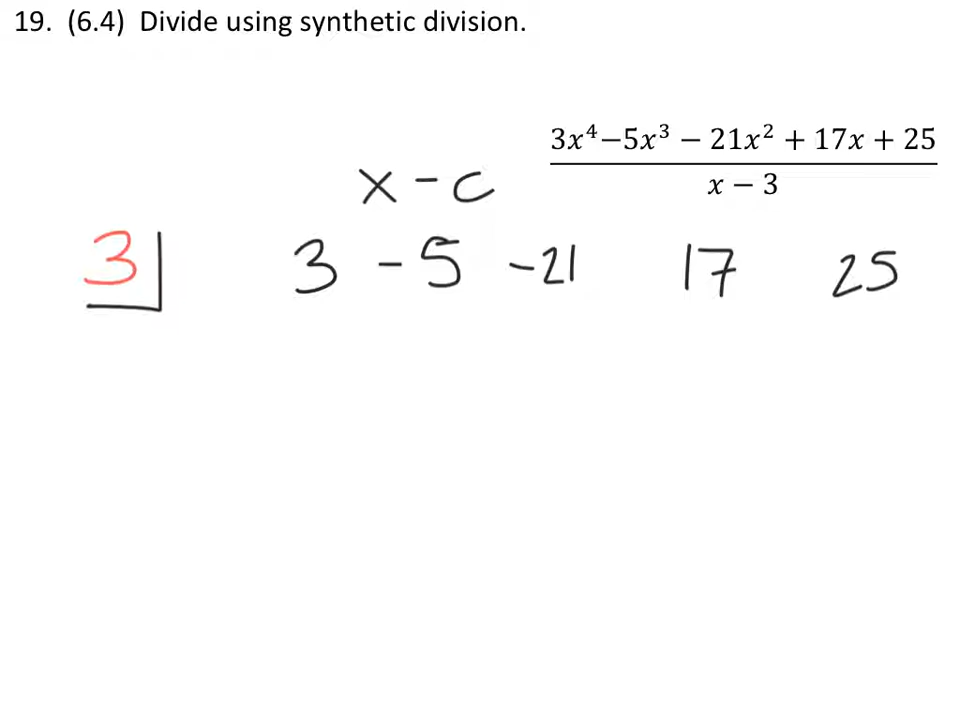 19. (6.4) Divide using synthetic division.
3x⁴−5x³ − 21x² + 17x + 25
x − 3
x - c
3 3 -5 -21 17 25